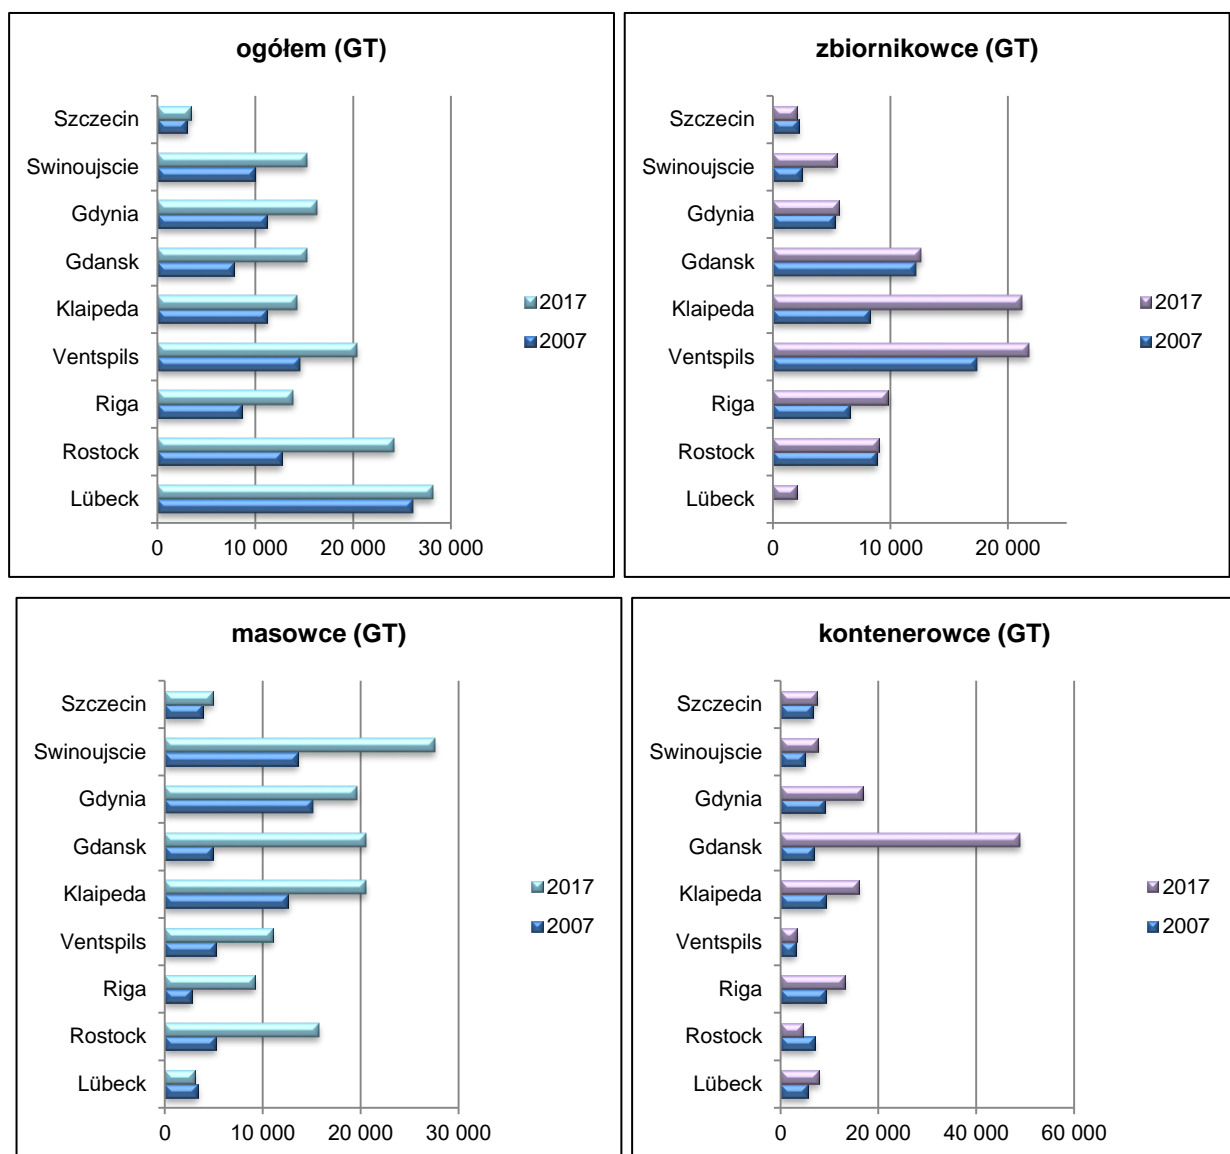 ogółem (GT)
Szczecin
Swinoujscie
Gdynia
Gdansk
Klaipeda
Ventspils
Riga
Rostock
Lübeck
2017
2007
0 10 000 20 000 30 000
zbiornikowce (GT)
Szczecin
Swinoujscie
Gdynia
Gdansk
Klaipeda
Ventspils
Riga
Rostock
Lübeck
2017
2007
0 10 000 20 000
masowce (GT)
Szczecin
Swinoujscie
Gdynia
Gdansk
Klaipeda
Ventspils
Riga
Rostock
Lübeck
2017
2007
0 10 000 20 000 30 000
kontenerowce (GT)
Szczecin
Swinoujscie
Gdynia
Gdansk
Klaipeda
Ventspils
Riga
Rostock
Lübeck
2017
2007
0 20 000 40 000 60 000